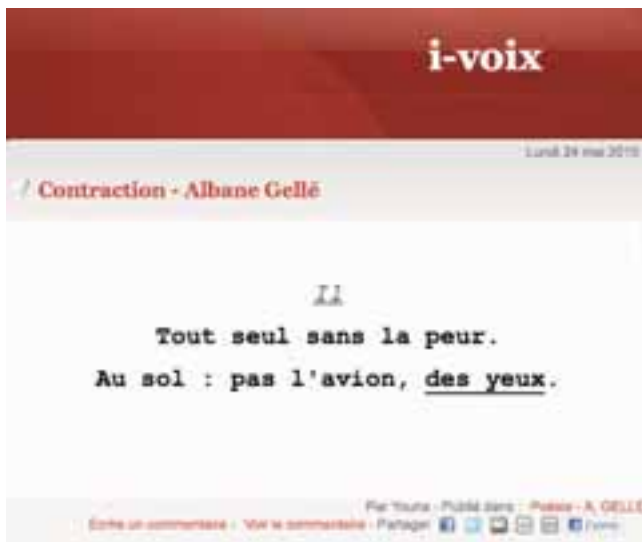 i-voix
Lundi 24 mai 2010
/ Contraction - Albane Gellé
II
Tout seul sans la peur.
Au sol : pas l'avion, des yeux.
Par Youna - Publié dans : Poésie - A. GELLE
Ecrire un commentaire - Voir le commentaire - Partager